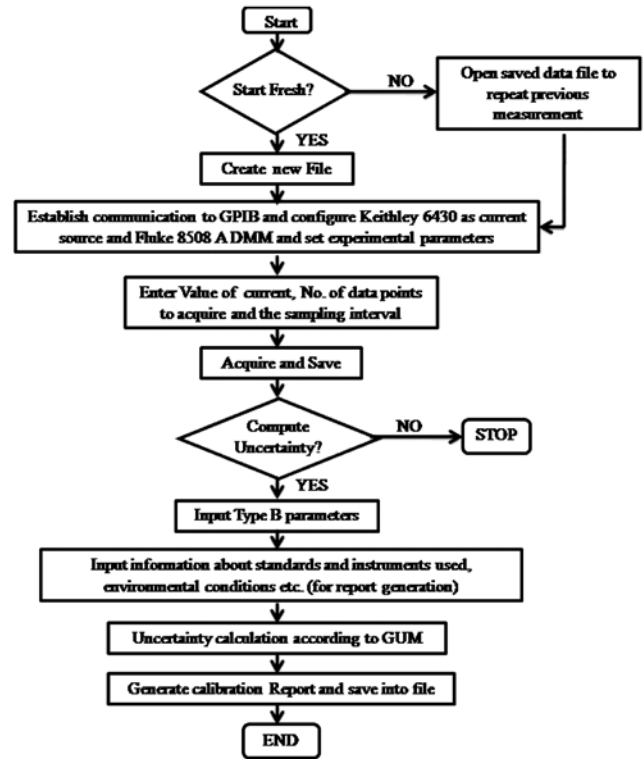 Start
Start Fresh?
NO
Open saved data file to
repeat previous
measurement
YES
Create new File
Establish communication to GPIB and configure Keithley 6430 as current
source and Fluke 8508 A DMM and set experimental parameters
Enter Value of current, No. of data points
to acquire and the sampling interval
Acquire and Save
Compute
Uncertainty?
NO
STOP
YES
Input Type B parameters
Input information about standards and instruments used,
environmental conditions etc. (for report generation)
Uncertainty calculation according to GUM
Generate calibration Report and save into file
END